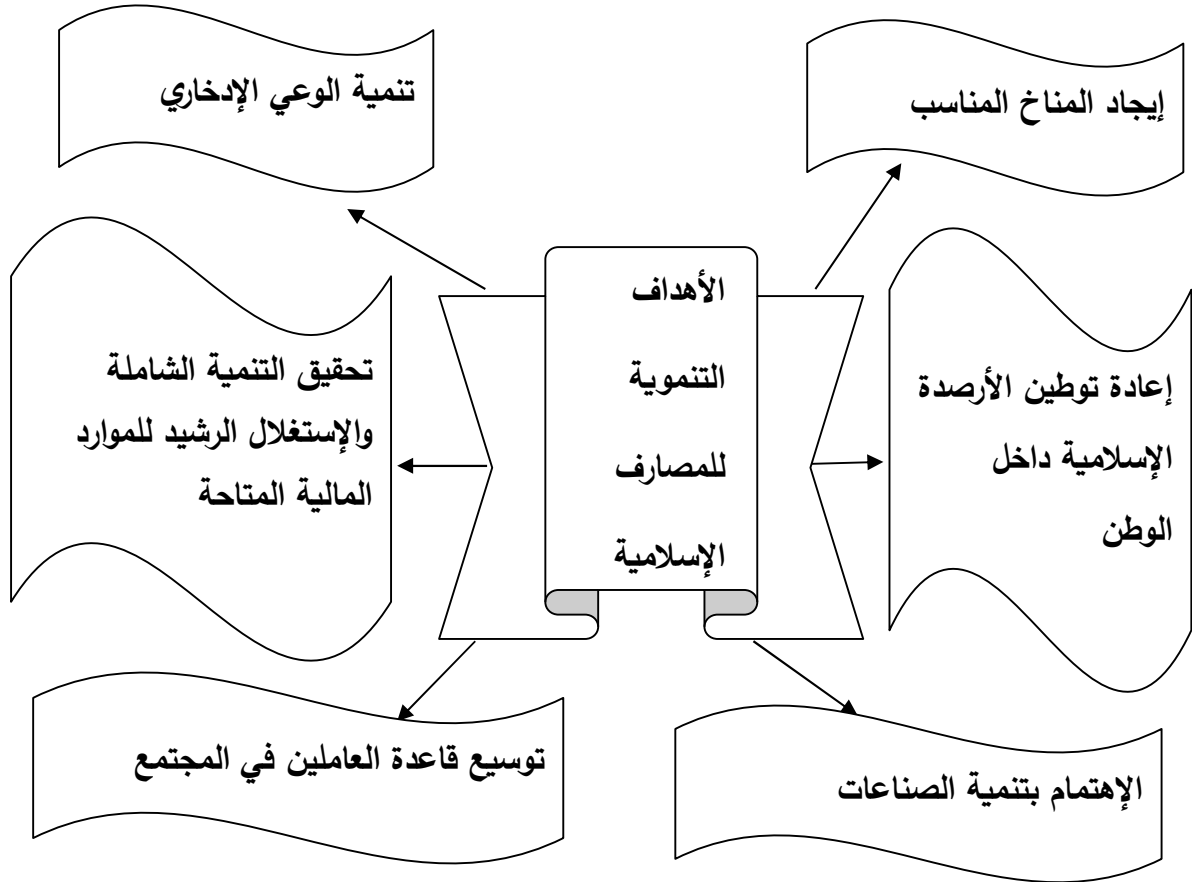 إيجاد المناخ المناسب
تنمية الوعي الإدخاري
الأهداف
التنموية
للمصارف
الإسلامية
إعادة توطين الأرصدة
الإسلامية داخل
الوطن
تحقيق التنمية الشاملة
والإستغلال الرشيد للموارد
المالية المتاحة
الإهتمام بتنمية الصناعات
توسيع قاعدة العاملين في المجتمع